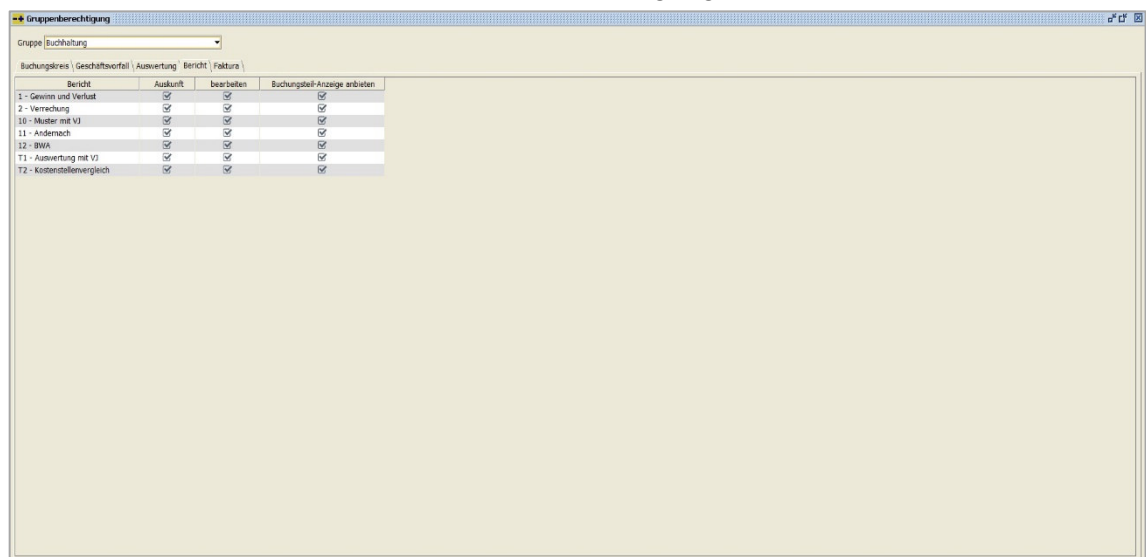 Gruppenberechtigung
Gruppe Buchhaltung
Buchungskreis \ Geschäftsvorfall \ Auswertung \ Bericht \ Faktura \
Bericht Auskunft bearbeiten Buchungsteil-Anzeige anbieten
1 - Gewinn und Verlust
2 - Verrechung
10 - Muster mit VJ
11 - Andernach
12 - BWA
T1 - Auswertung mit VJ
T2 - Kostenstellenvergleich